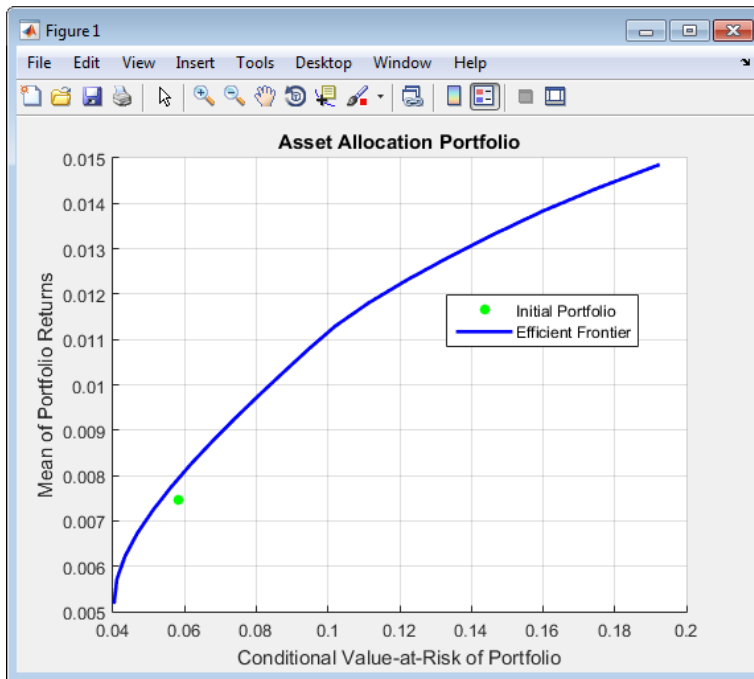 Figure 1
File Edit View Insert Tools Desktop Window Help
Asset Allocation Portfolio
0.015
0.014
0.013
0.012
0.011
0.01
0.009
0.008
0.007
0.006
0.005
Mean of Portfolio Returns
Initial Portfolio
Efficient Frontier
0.04 0.06 0.08 0.1 0.12 0.14 0.16 0.18 0.2
Conditional Value-at-Risk of Portfolio